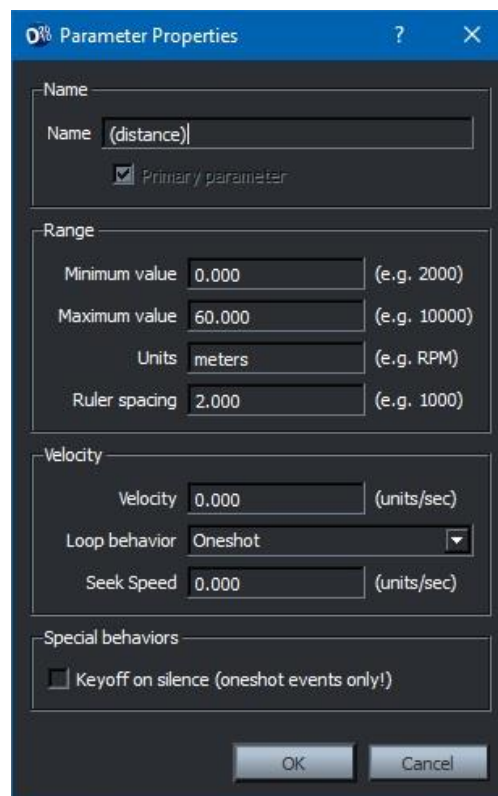 Parameter Properties ? ×
Name
Name (distance)
Primary parameter
Range
Minimum value 0.000 (e.g. 2000)
Maximum value 60.000 (e.g. 10000)
Units meters (e.g. RPM)
Ruler spacing 2.000 (e.g. 1000)
Velocity
Velocity 0.000 (units/sec)
Loop behavior Oneshot
Seek Speed 0.000 (units/sec)
Special behaviors
Keyoff on silence (oneshot events only!)
OK Cancel